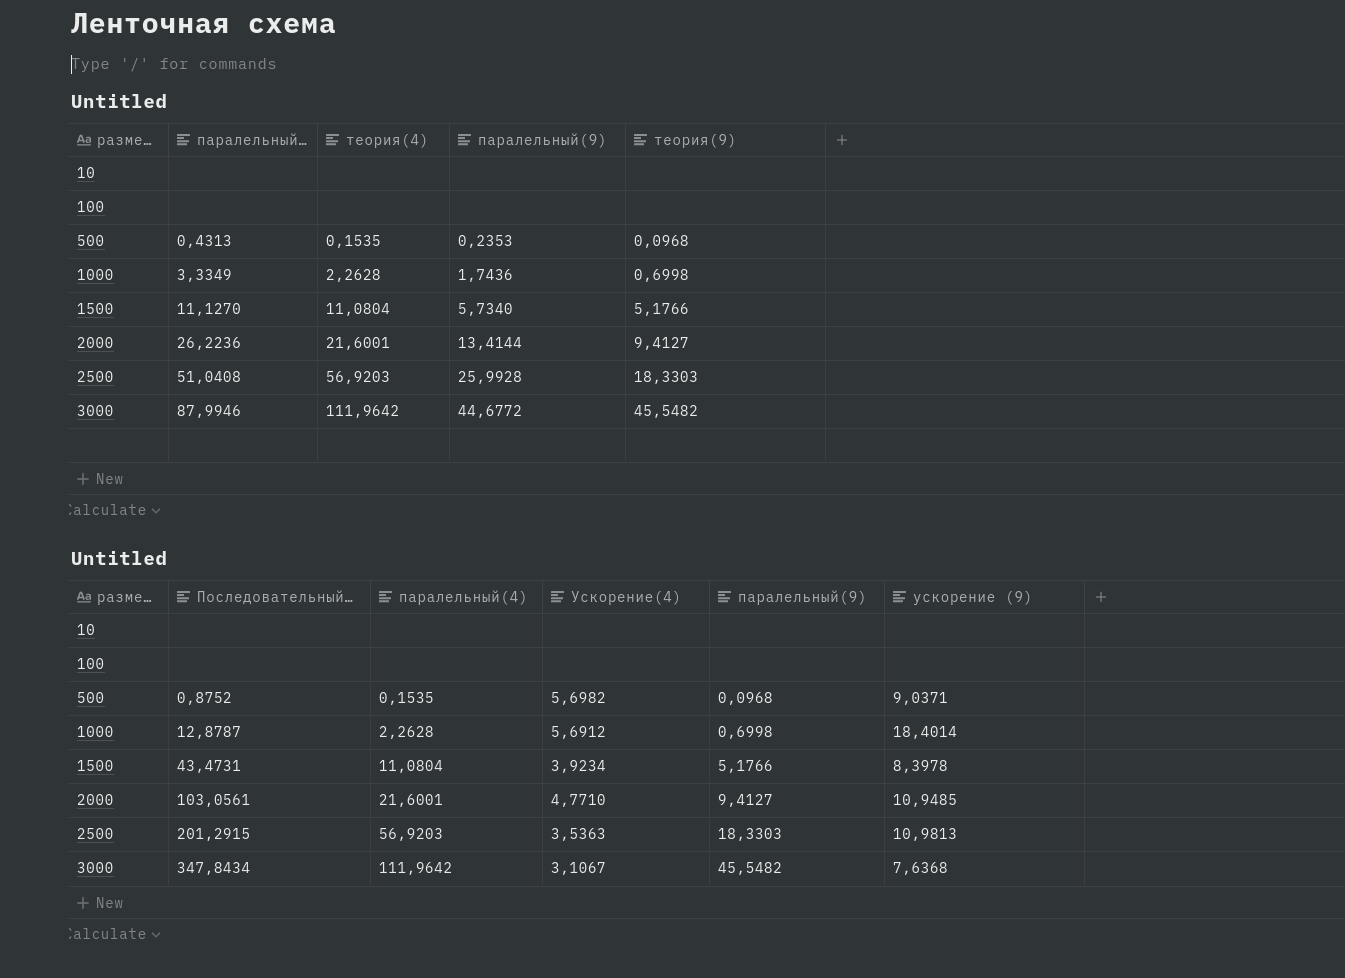 Ленточная схема
Type '/' for commands
Untitled
Aa разме… паралельный… теория(4) паралельный(9) теория(9) +
10
100
500 0,4313 0,1535 0,2353 0,0968
1000 3,3349 2,2628 1,7436 0,6998
1500 11,1270 11,0804 5,7340 5,1766
2000 26,2236 21,6001 13,4144 9,4127
2500 51,0408 56,9203 25,9928 18,3303
3000 87,9946 111,9642 44,6772 45,5482
+ New
Calculate
Untitled
Aa разме… Последовательный… паралельный(4) Ускорение(4) паралельный(9) ускорение (9) +
10
100
500 0,8752 0,1535 5,6982 0,0968 9,0371
1000 12,8787 2,2628 5,6912 0,6998 18,4014
1500 43,4731 11,0804 3,9234 5,1766 8,3978
2000 103,0561 21,6001 4,7710 9,4127 10,9485
2500 201,2915 56,9203 3,5363 18,3303 10,9813
3000 347,8434 111,9642 3,1067 45,5482 7,6368
+ New
Calculate